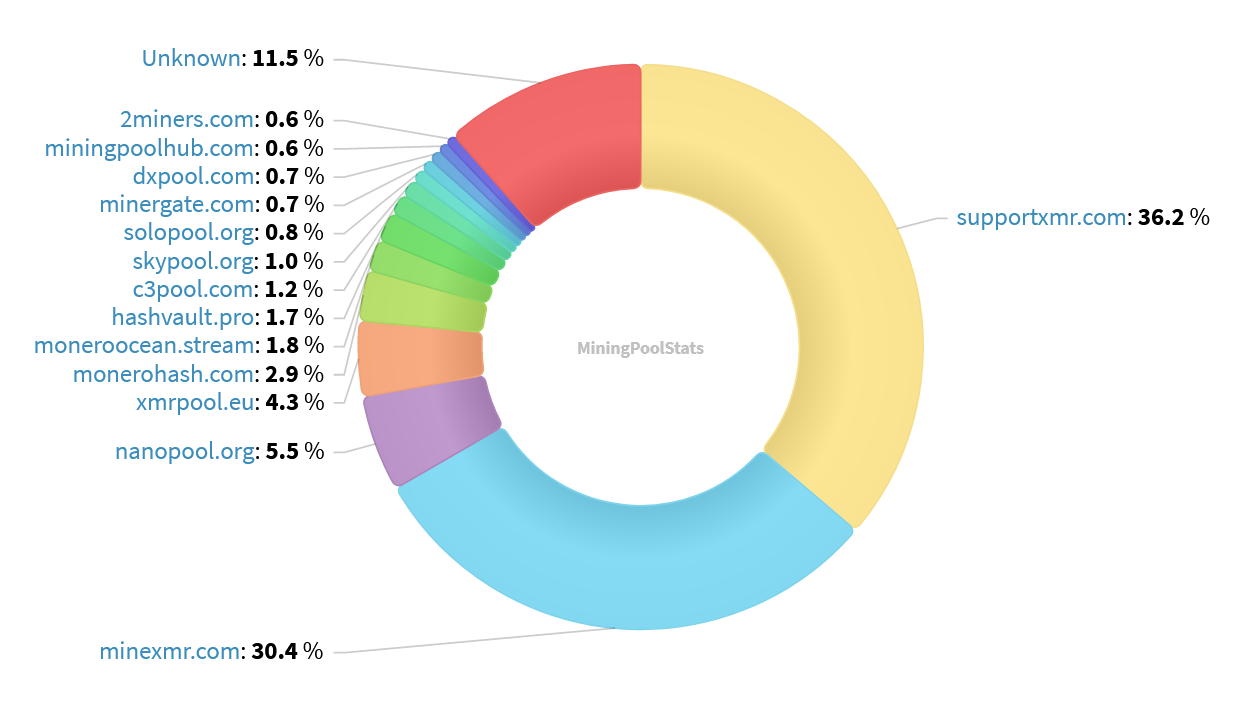 Unknown: 11.5 %
2miners.com: 0.6 %
miningpoolhub.com: 0.6 %
dxpool.com: 0.7 %
minergate.com: 0.7 %
solopool.org: 0.8 %
skypool.org: 1.0 %
c3pool.com: 1.2 %
hashvault.pro: 1.7 %
moneroocean.stream: 1.8 %
monerohash.com: 2.9 %
xmrpool.eu: 4.3 %
nanopool.org: 5.5 %
minexmr.com: 30.4 %
MiningPoolStats
supportxmr.com: 36.2 %